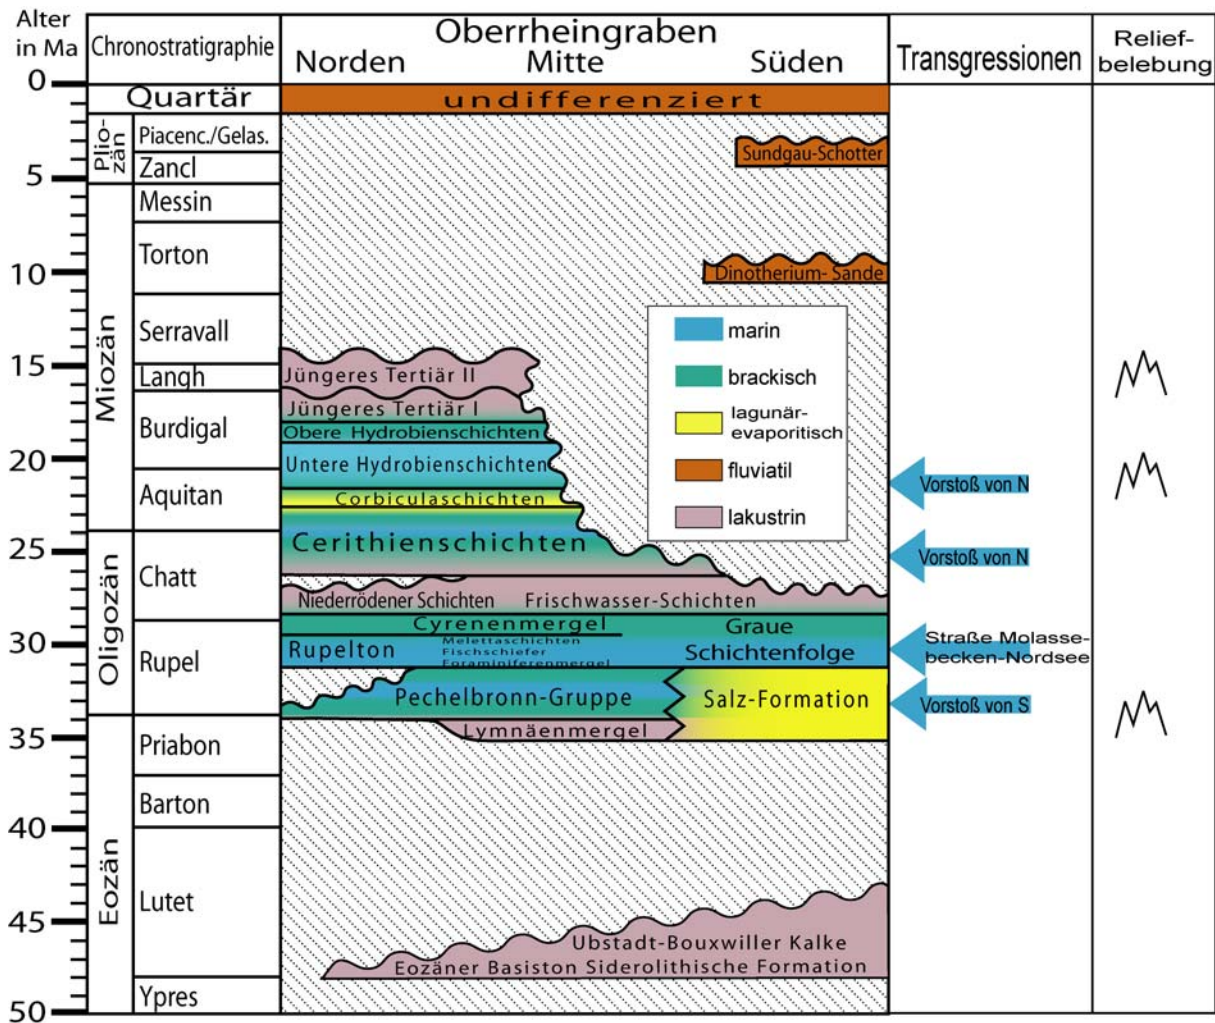 Alter
in Ma
Chronostratigraphie
Oberrheingraben
Norden Mitte Süden
Transgressionen
Relief-
belebung
0
Quartär
undifferenziert
Plio-
zän
Piacenc./Gelas.
Zancl
Sundgau-Schotter
5
Miozän
Messin
Torton
10
Dinotherium- Sande
Serravall
marin
15
Langh
Jüngeres Tertiär II
brackisch
Burdigal
Jüngeres Tertiär I
Obere Hydrobienschichten
lagunär-
evaporitisch
20
Untere Hydrobienschichten
fluviatil
Aquitan
Corbiculaschichten
Vorstoß von N
lakustrin
25
Oligozän
Cerithienschichten
Vorstoß von N
Chatt
Niederrödener Schichten Frischwasser-Schichten
30
Rupel
Cyrenenmergel
Graue
Schichtenfolge
Rupelton
Melettaschichten
Fischschiefer
Foraminiferenmergel
Straße Molasse-
becken-Nordsee
Pechelbronn-Gruppe
Salz-Formation
Vorstoß von S
35
Eozän
Priabon
Lymnäenmergel
Barton
40
Lutet
45
Ubstadt-Bouxwiller Kalke
Eozäner Basiston Siderolithische Formation
Ypres
50